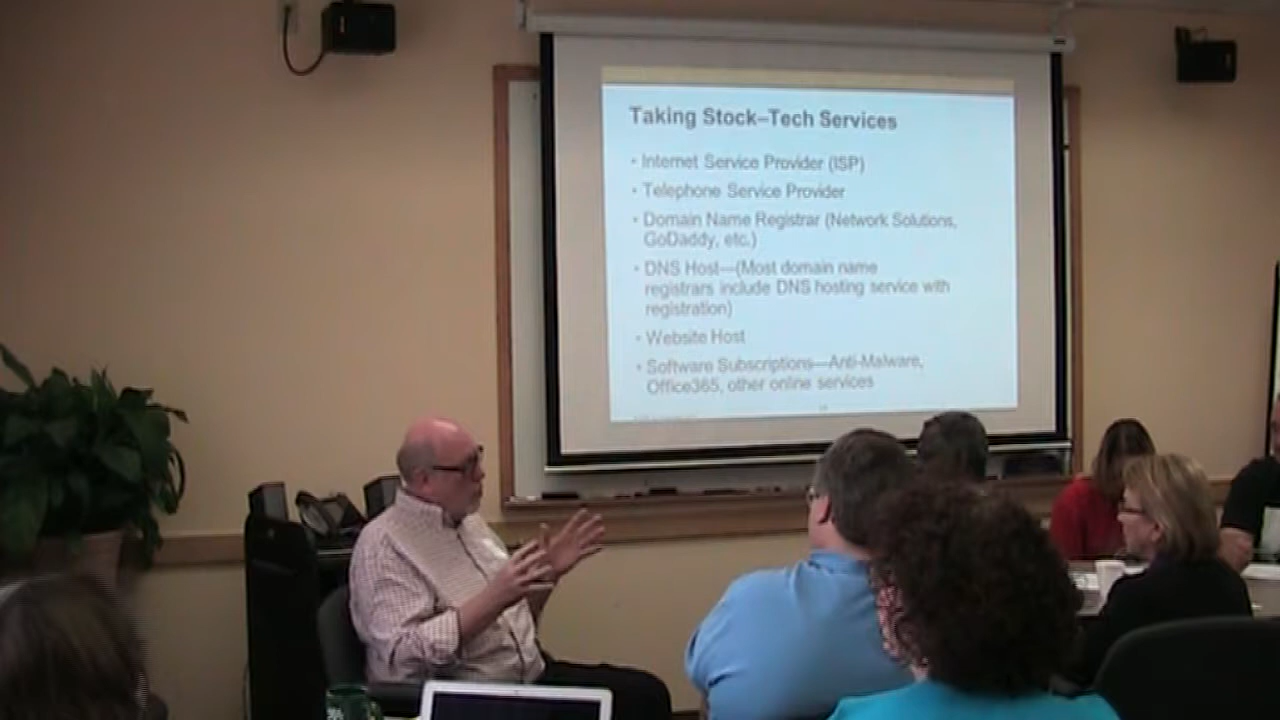 Taking Stock–Tech Services
• Internet Service Provider (ISP)
• Telephone Service Provider
• Domain Name Registrar (Network Solutions,
GoDaddy, etc.)
• DNS Host—(Most domain name
registrars include DNS hosting service with
registration)
• Website Host
• Software Subscriptions—Anti-Malware,
Office365, other online services